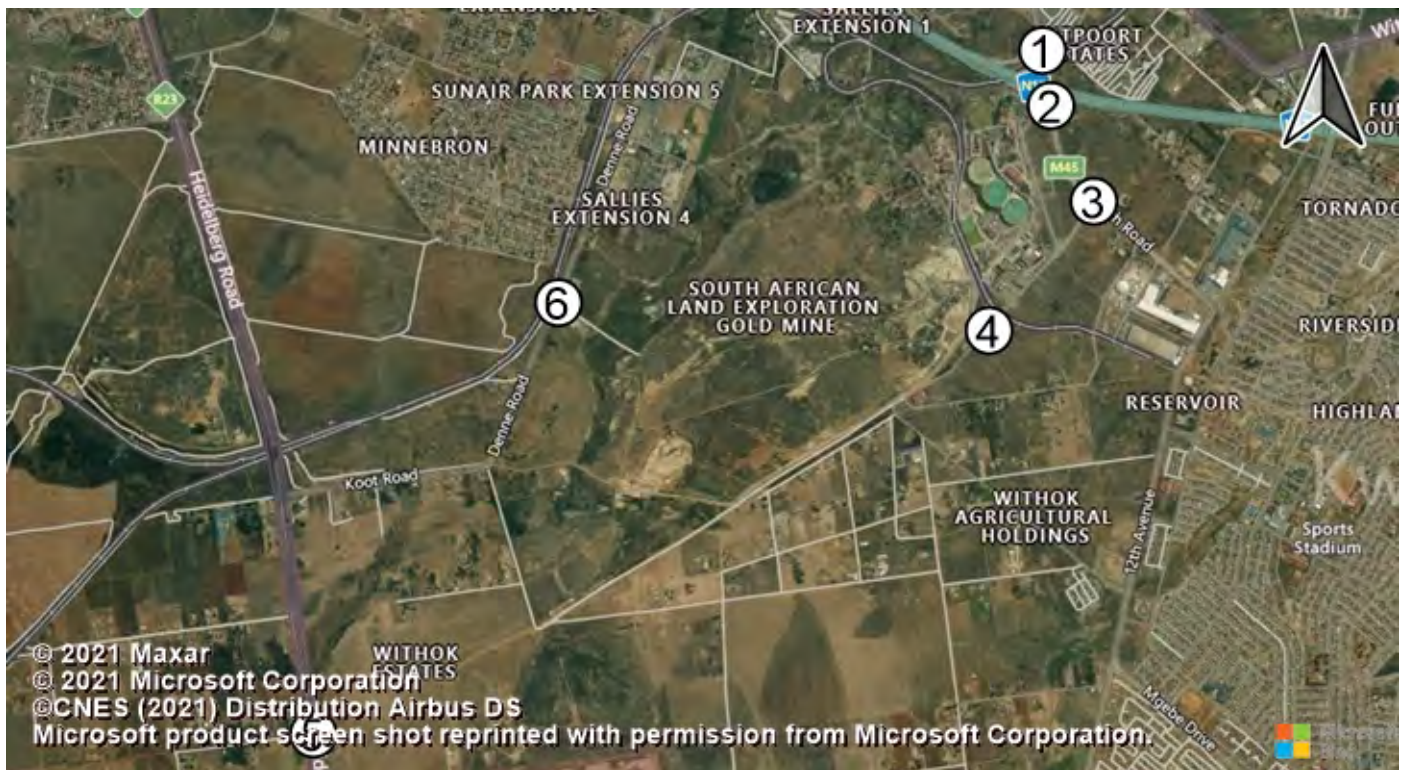 EXTENSION 2
SALLIES
EXTENSION 1
1
TPOORT
TATES
R23
SUNAIR PARK EXTENSION 5
2
MINNEBRON
Denne Road
M45
3
SALLIES
EXTENSION 4
Heidelberg Road
TORNADO
h Road
SOUTH AFRICAN
LAND EXPLORATION
GOLD MINE
6
4
RIVERSID
Denne Road
RESERVOIR
HIGHLA
Koot Road
WITHOK
AGRICULTURAL
HOLDINGS
12th Avenue
Sports
Stadium
WITHOK
ESTATES
© 2021 Maxar
© 2021 Microsoft Corporation
©CNES (2021) Distribution Airbus DS
Microsoft product screen shot reprinted with permission from Microsoft Corporation.
Mgebe Drive